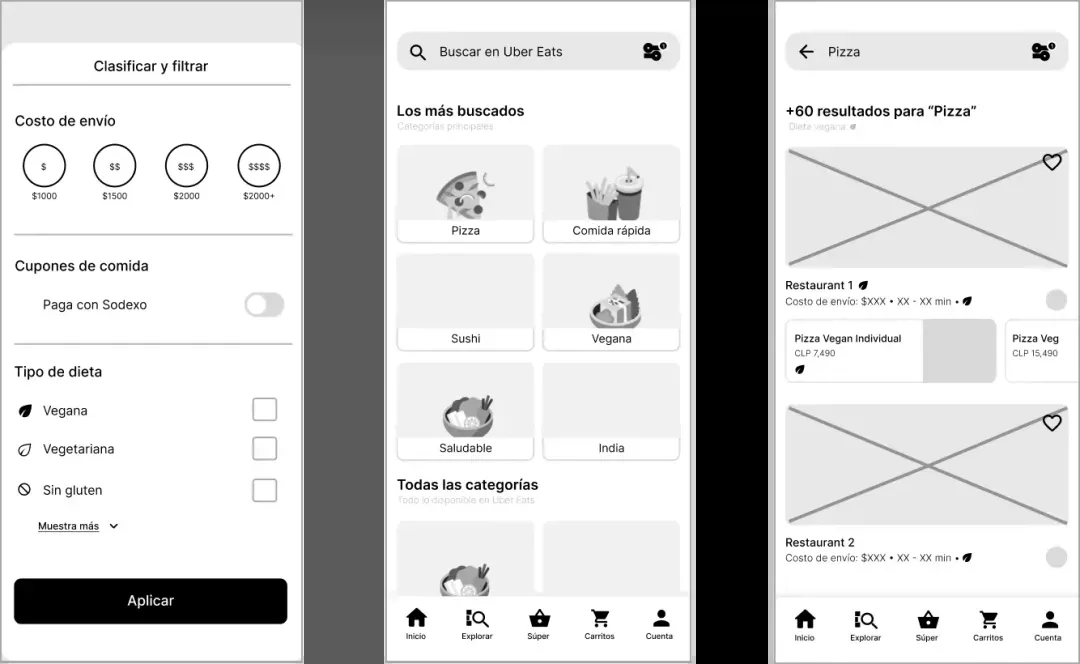 Clasificar y filtrar
Costo de envío
$ $$ $$$ $$$$
$1000 $1500 $2000 $2000+
Cupones de comida
Paga con Sodexo
Tipo de dieta
Vegana
Vegetariana
Sin gluten
Muestra más
Aplicar
Buscar en Uber Eats
Los más buscados
Categorías principales
Pizza Comida rápida
Sushi Vegana
Saludable India
Todas las categorías
Todo lo disponible en Uber Eats
Inicio Explorar Súper Carritos Cuenta
Pizza
+60 resultados para “Pizza”
Dieta vegana
Restaurant 1
Costo de envío: $XXX • XX - XX min •
Pizza Vegan Individual
CLP 7,490
Pizza Veg
CLP 15,490
Restaurant 2
Costo de envío: $XXX • XX - XX min •
Inicio Explorar Súper Carritos Cuenta